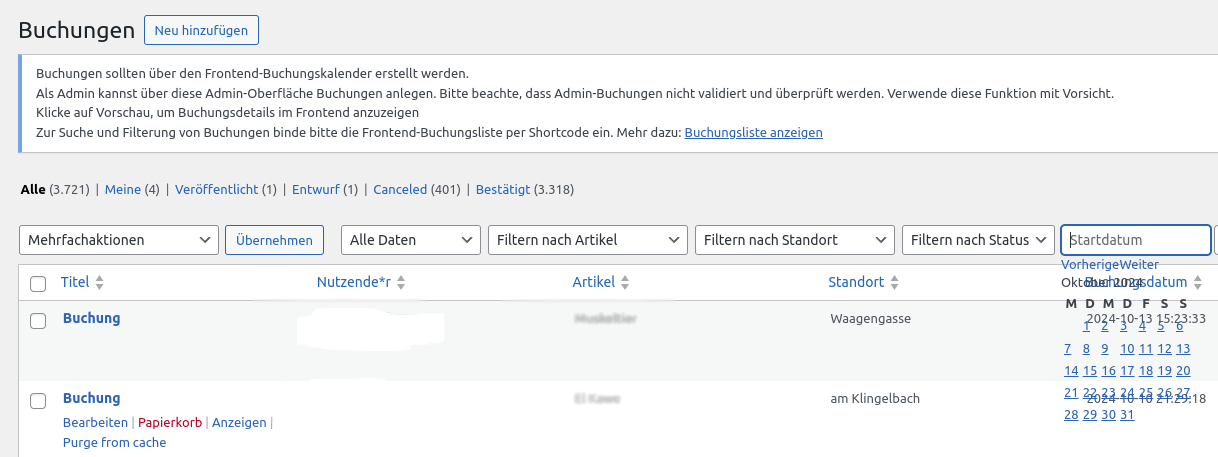 Buchungen Neu hinzufügen
Buchungen sollten über den Frontend-Buchungskalender erstellt werden.
Als Admin kannst über diese Admin-Oberfläche Buchungen anlegen. Bitte beachte, dass Admin-Buchungen nicht validiert und überprüft werden. Verwende diese Funktion mit Vorsicht.
Klicke auf Vorschau, um Buchungsdetails im Frontend anzuzeigen
Zur Suche und Filterung von Buchungen binde bitte die Frontend-Buchungsliste per Shortcode ein. Mehr dazu: Buchungsliste anzeigen
Alle (3.721) | Meine (4) | Veröffentlicht (1) | Entwurf (1) | Canceled (401) | Bestätigt (3.318)
Mehrfachaktionen Übernehmen Alle Daten Filtern nach Artikel Filtern nach Standort Filtern nach Status Startdatum
VorherigeWeiter
Titel Nutzende*r Artikel Standort Buchungsdatum
Oktober 2024
M D M D F S S
Buchung Muskeltier Waagengasse 2024-10-13 15:23:33
1 2 3 4 5 6
7 8 9 10 11 12 13
14 15 16 17 18 19 20
21 22 23 24 25 26 27
Buchung El Kawe am Klingelbach 2024-10-10 21:29:18
28 29 30 31
Bearbeiten | Papierkorb | Anzeigen |
Purge from cache